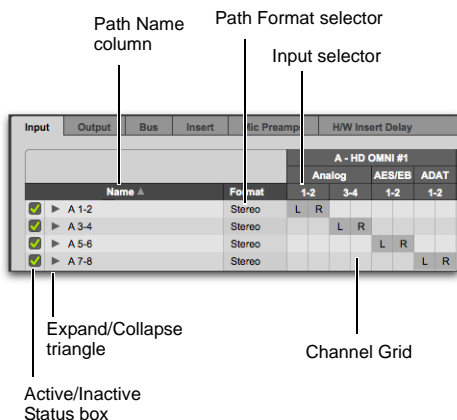 Path Name
column
Path Format selector
Input selector
Input Output Bus Insert Mic Preamps H/W Insert Delay
A - HD OMNI #1
Analog AES/EB ADAT
Name Format 1-2 3-4 1-2 1-2
A 1-2 Stereo L R
A 3-4 Stereo L R
A 5-6 Stereo L R
A 7-8 Stereo L R
Expand/Collapse
triangle
Channel Grid
Active/Inactive
Status box